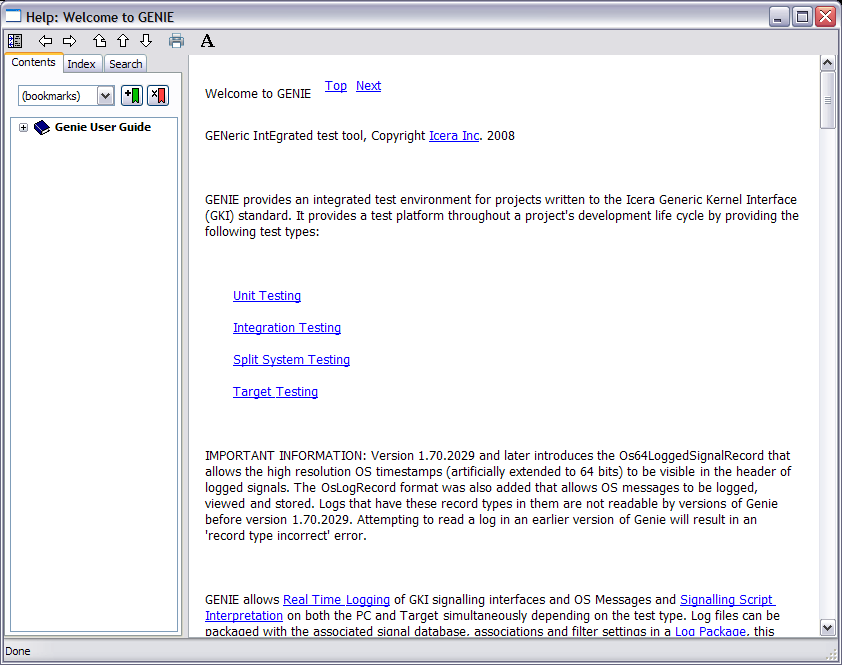 Help: Welcome to GENIE
A
Contents Index Search
(bookmarks)
Genie User Guide
Welcome to GENIE Top Next
GENeric IntEgrated test tool, Copyright Icera Inc. 2008
GENIE provides an integrated test environment for projects written to the Icera Generic Kernel Interface
(GKI) standard. It provides a test platform throughout a project's development life cycle by providing the
following test types:
Unit Testing
Integration Testing
Split System Testing
Target Testing
IMPORTANT INFORMATION: Version 1.70.2029 and later introduces the Os64LoggedSignalRecord that
allows the high resolution OS timestamps (artificially extended to 64 bits) to be visible in the header of
logged signals. The OsLogRecord format was also added that allows OS messages to be logged,
viewed and stored. Logs that have these record types in them are not readable by versions of Genie
before version 1.70.2029. Attempting to read a log in an earlier version of Genie will result in an
'record type incorrect' error.
GENIE allows Real Time Logging of GKI signalling interfaces and OS Messages and Signalling Script
Interpretation on both the PC and Target simultaneously depending on the test type. Log files can be
packaged with the associated signal database, associations and filter settings in a Log Package, this
Done